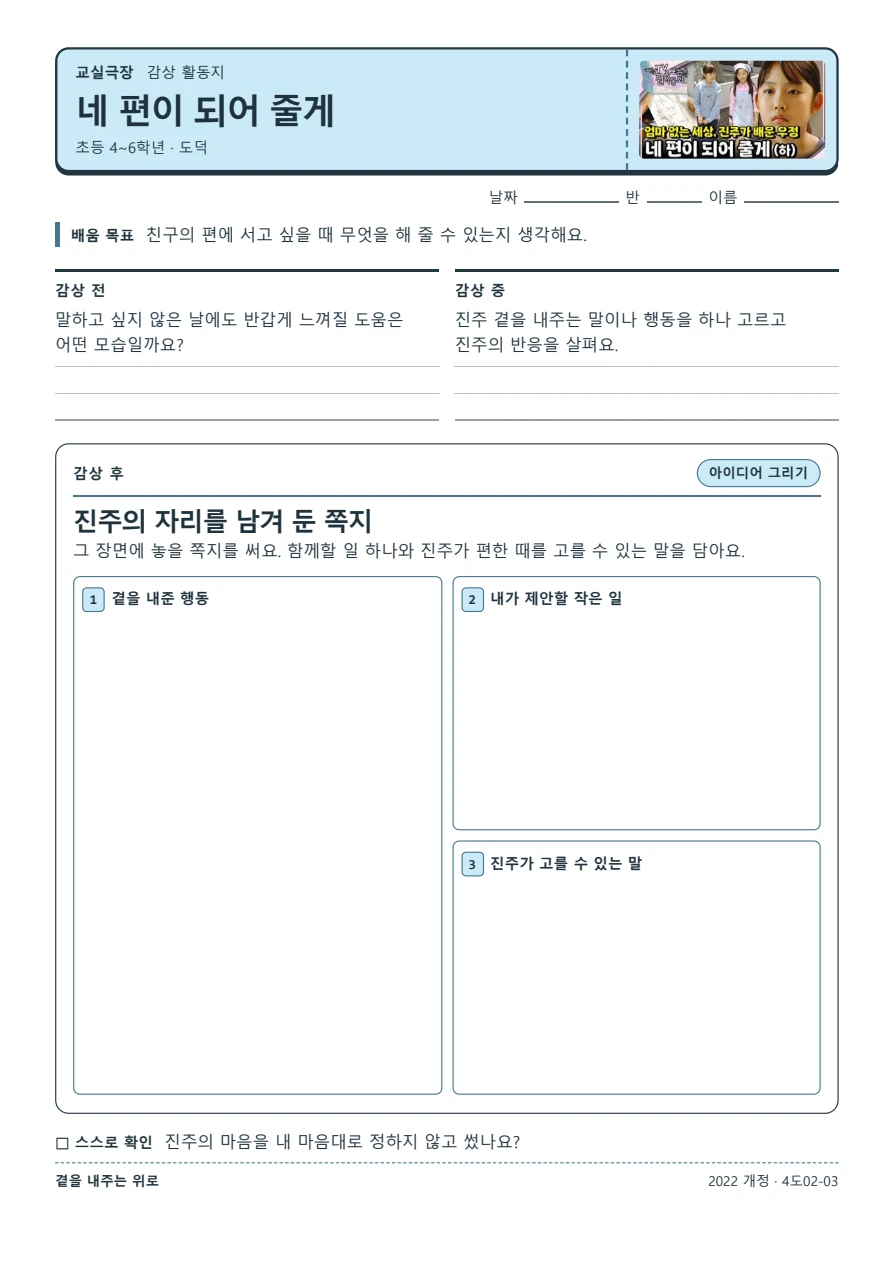 교실극장 감상 활동지
네 편이 되어 줄게
초등 4~6학년 · 도덕
엄마 없는 세상, 진주가 배운 우정
네 편이 되어 줄게 (하)
날짜 반 이름
배움 목표 친구의 편에 서고 싶을 때 무엇을 해 줄 수 있는지 생각해요.
감상 전
말하고 싶지 않은 날에도 반갑게 느껴질 도움은
어떤 모습일까요?
감상 중
진주 곁을 내주는 말이나 행동을 하나 고르고
진주의 반응을 살펴요.
감상 후
아이디어 그리기
진주의 자리를 남겨 둔 쪽지
그 장면에 놓을 쪽지를 써요. 함께할 일 하나와 진주가 편한 때를 고를 수 있는 말을 담아요.
1 곁을 내준 행동
2 내가 제안할 작은 일
3 진주가 고를 수 있는 말
□ 스스로 확인 진주의 마음을 내 마음대로 정하지 않고 썼나요?
곁을 내주는 위로
2022 개정 · 4도02-03